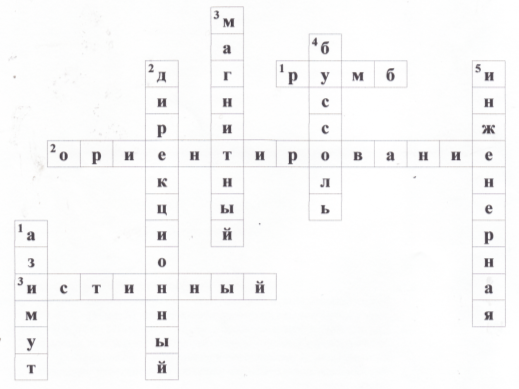 3 магнитный
4 буссоль
2 дирекционный
1 румб
5 инженерная
2 ориентирование
1 азимут
3 истинный